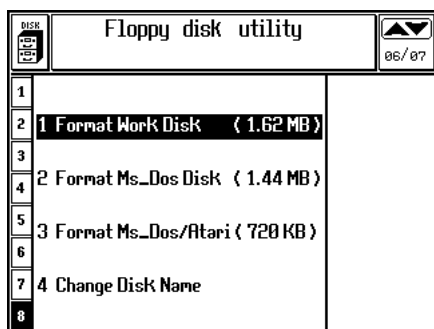 DISK
Floppy disk utility
06/07
1
2
3
4
5
6
7
8
1 Format Work Disk ( 1.62 MB )
2 Format Ms_Dos Disk ( 1.44 MB )
3 Format Ms_Dos/Atari ( 720 KB )
4 Change Disk Name